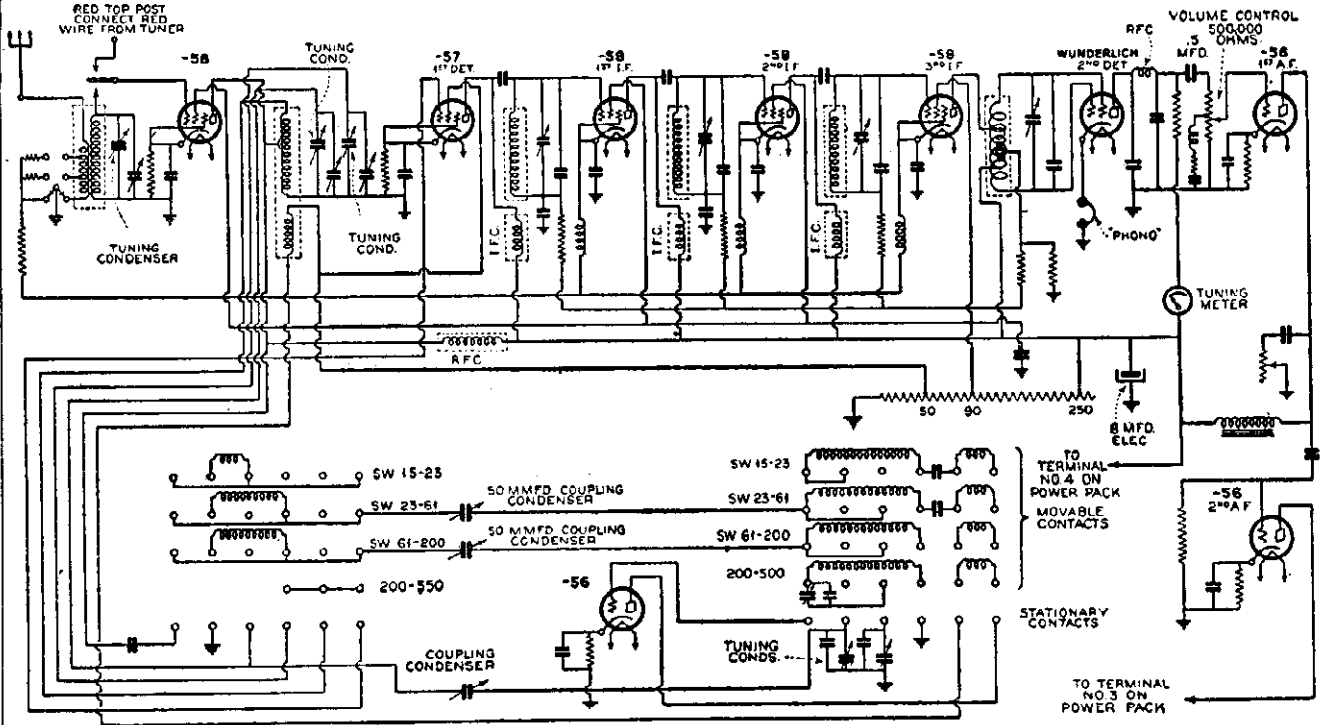 RED TOP POST
CONNECT RED
WIRE FROM TUNER
-58
TUNING
COND.
-57
1ST DET.
-58
1ST I.F.
-58
2ND I.F.
-58
3RD I.F.
WUNDERLICH
2ND DET
RFC
.5
MFD.
VOLUME CONTROL
500,000
OHMS
-56
1ST A.F.
TUNING
CONDENSER
TUNING
COND.
I.F.C.
I.F.C.
I.F.C.
"PHONO"
TUNING
METER
RFC
50
90
250
8 MFD.
ELEC
SW 15-23
SW 23-61
50 MMFD COUPLING
CONDENSER
SW 61-200
50 MMFD COUPLING
CONDENSER
200-550
SW 15-23
SW 23-61
SW 61-200
200-500
MOVABLE
CONTACTS
STATIONARY
CONTACTS
TO
TERMINAL
NO.4 ON
POWER PACK
-56
2ND A F
-56
COUPLING
CONDENSER
TUNING
CONDS.
TO TERMINAL
NO.3 ON
POWER PACK